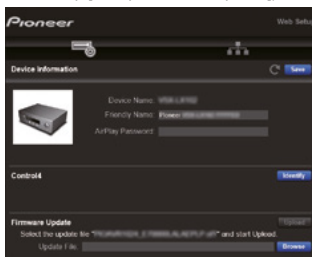 Pioneer
Web Setu
Device Information
Save
Device Name:
Friendly Name: Pioneer
AirPlay Password:
Control4
Identify
Firmware Update
Upload
Select the update file " " and start Upload.
Update File:
Browse